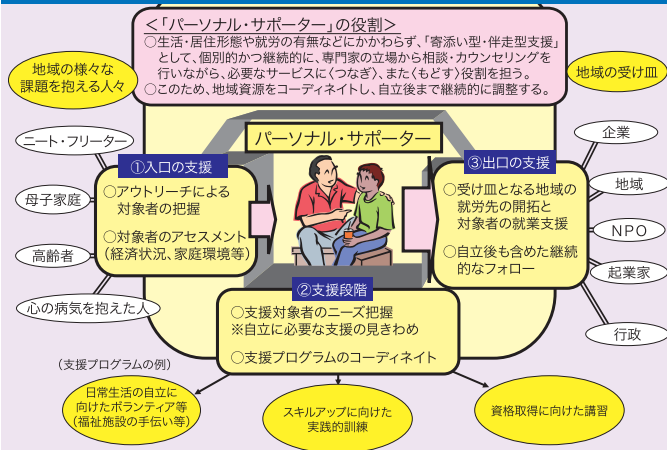 ＜「パーソナル・サポーター」の役割＞
○生活・居住形態や就労の有無などにかかわらず、「寄添い型・伴走型支援」
として、個別的かつ継続的に、専門家の立場から相談・カウンセリングを
行いながら、必要なサービスに〈つなぎ〉、また〈もどす〉役割を担う。
○このため、地域資源をコーディネイトし、自立後まで継続的に調整する。
地域の様々な
課題を抱える人々
地域の受け皿
パーソナル・サポーター
ニート・フリーター
母子家庭
高齢者
心の病気を抱えた人
①入口の支援
○アウトリーチによる
対象者の把握
○対象者のアセスメント
（経済状況、家庭環境等）
③出口の支援
○受け皿となる地域の
就労先の開拓と
対象者の就業支援
○自立後も含めた継続
的なフォロー
企業
地域
NPO
起業家
行政
②支援段階
○支援対象者のニーズ把握
※自立に必要な支援の見きわめ
○支援プログラムのコーディネイト
（支援プログラムの例）
日常生活の自立に
向けたボランティア等
（福祉施設の手伝い等）
スキルアップに向けた
実践的訓練
資格取得に向けた講習